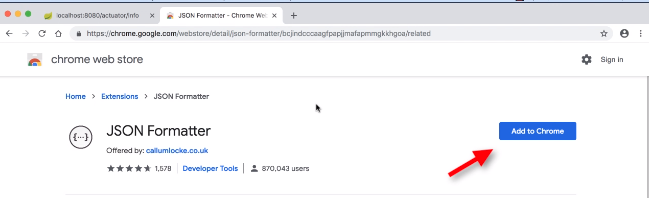 localhost:8080/actuator/info
JSON Formatter - Chrome Web
https://chrome.google.com/webstore/detail/json-formatter/bcjindcccaagfpapjjmafapmmgkkhgoa/related
chrome web store
Sign in
Home > Extensions > JSON Formatter
{···}
JSON Formatter
Add to Chrome
Offered by: callumlocke.co.uk
1,578 | Developer Tools | 870,043 users